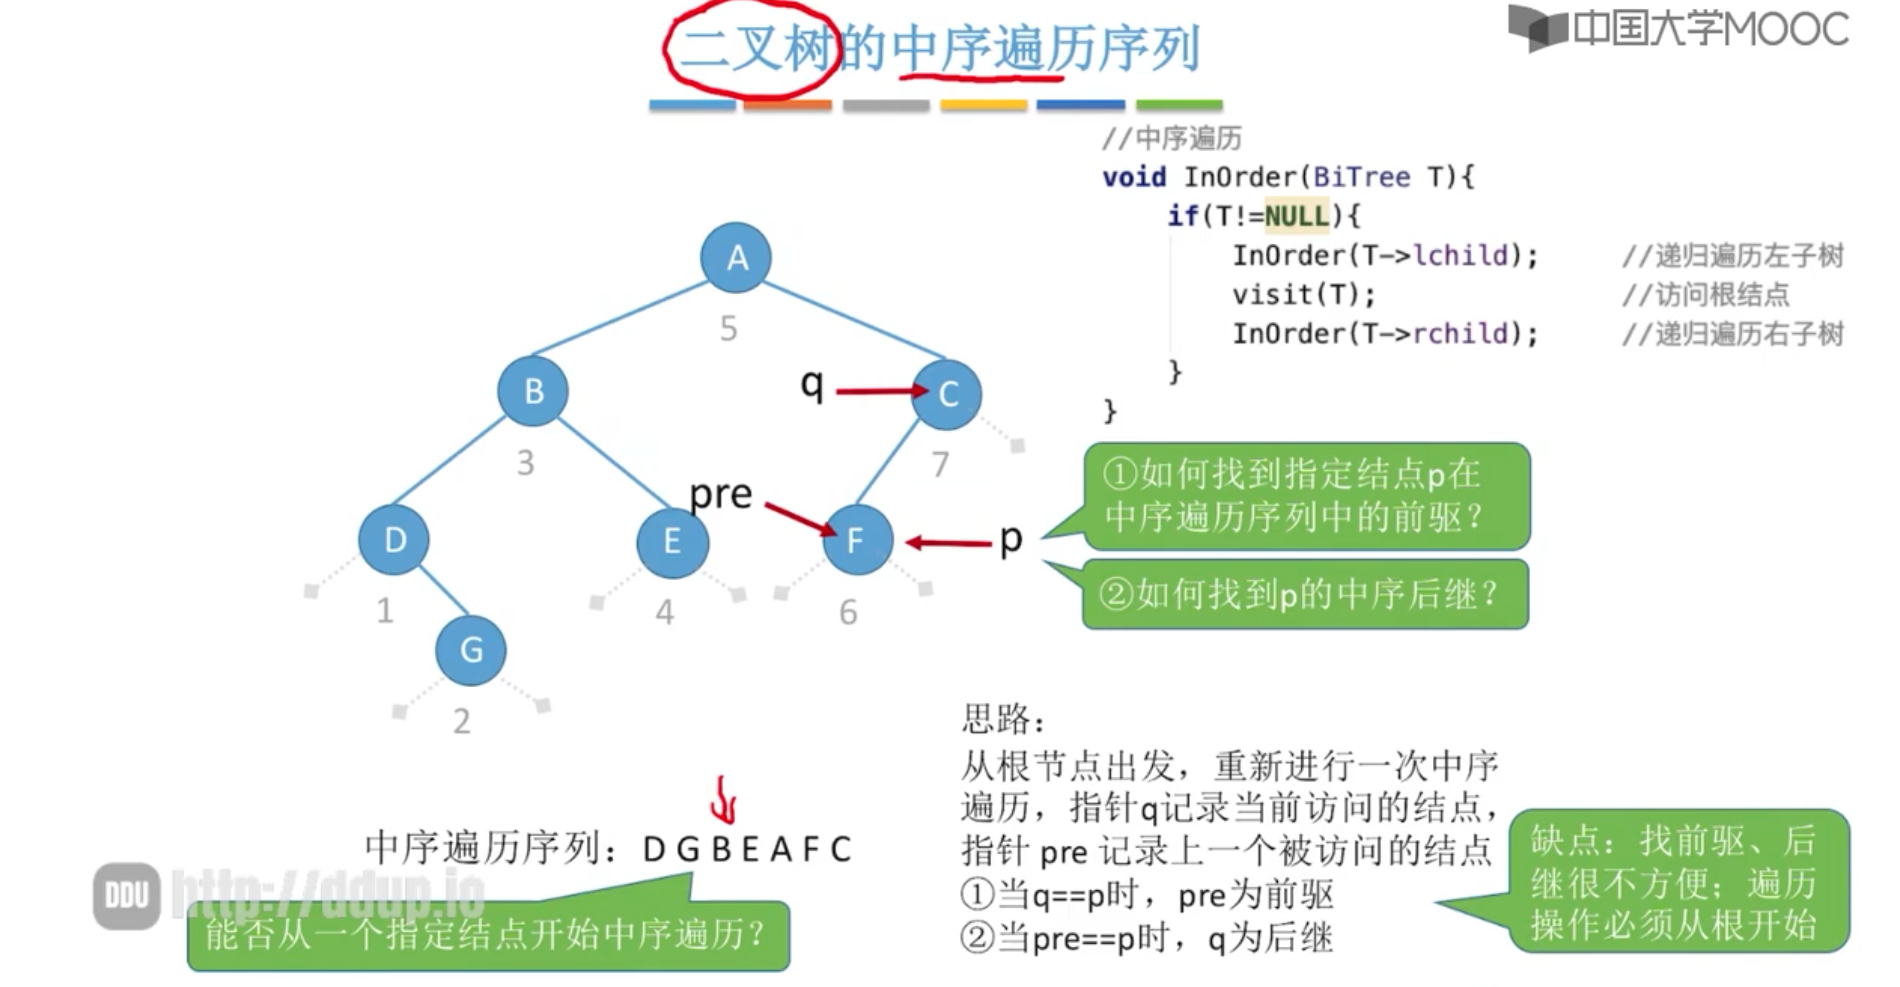 二叉树的中序遍历序列
中国大学MOOC
//中序遍历
void InOrder(BiTree T){
if(T!=NULL){
InOrder(T->lchild); //递归遍历左子树
visit(T); //访问根结点
InOrder(T->rchild); //递归遍历右子树
}
}
A
5
B
3
q
C
7
pre
D
1
E
4
F
6
p
G
2
①如何找到指定结点p在
中序遍历序列中的前驱?
②如何找到p的中序后继?
中序遍历序列：D G B E A F C
DDU http://ddup.io
能否从一个指定结点开始中序遍历?
思路：
从根节点出发，重新进行一次中序
遍历，指针q记录当前访问的结点，
指针 pre 记录上一个被访问的结点
①当q==p时，pre为前驱
②当pre==p时，q为后继
缺点：找前驱、后
继很不方便；遍历
操作必须从根开始